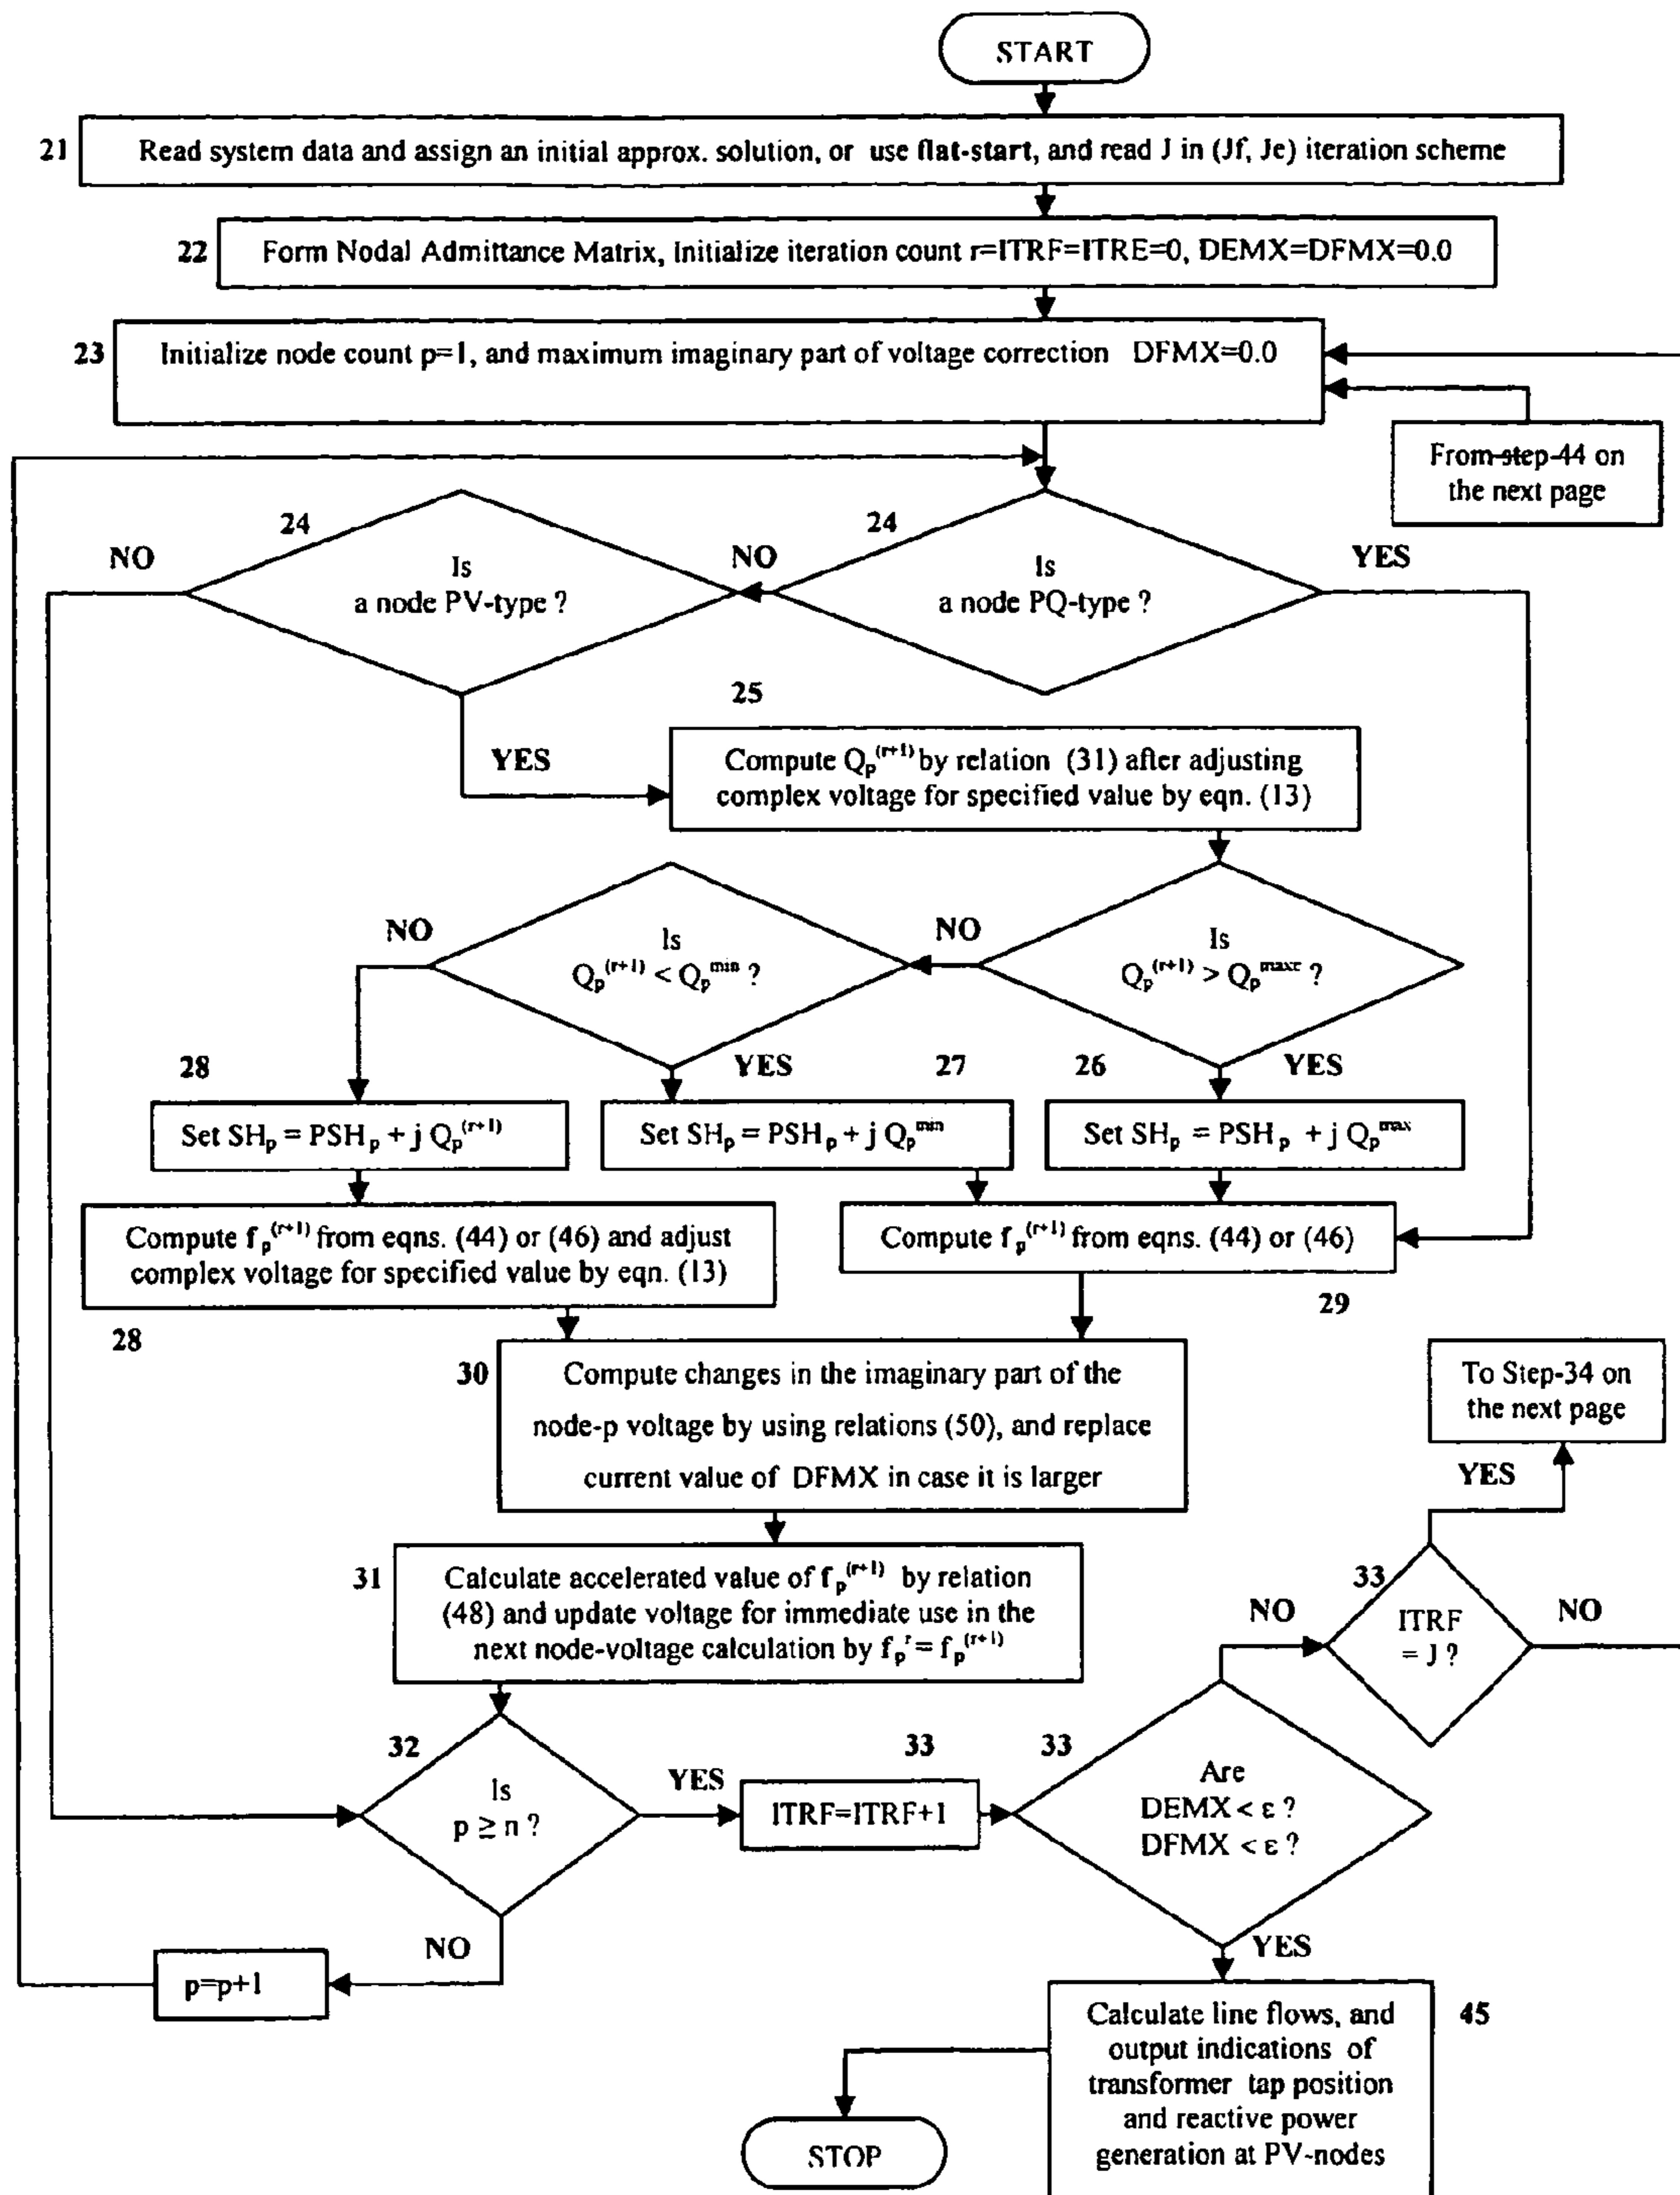 START
21
Read system data and assign an initial approx. solution, or use flat-start, and read J in (Jf, Je) iteration scheme
22
Form Nodal Admittance Matrix, Initialize iteration count r=ITRF=ITRE=0, DEMX=DFMX=0.0
23
Initialize node count p=1, and maximum imaginary part of voltage correction DFMX=0.0
From step-44 on
the next page
24
24
NO
Is
a node PV-type ?
NO
Is
a node PQ-type ?
YES
25
YES
Compute Qp^(r+1) by relation (31) after adjusting
complex voltage for specified value by eqn. (13)
NO
Is
Qp^(r+1) < Qp^min ?
NO
Is
Qp^(r+1) > Qp^maxr ?
28
YES
27
26
YES
Set SHp = PSHp + j Qp^(r+1)
Set SHp = PSHp + j Qp^min
Set SHp = PSHp + j Qp^max
Compute fp^(r+1) from eqns. (44) or (46) and adjust
complex voltage for specified value by eqn. (13)
Compute fp^(r+1) from eqns. (44) or (46)
28
29
30
Compute changes in the imaginary part of the
node-p voltage by using relations (50), and replace
current value of DFMX in case it is larger
To Step-34 on
the next page
YES
31
Calculate accelerated value of fp^(r+1) by relation
(48) and update voltage for immediate use in the
next node-voltage calculation by fp^r = fp^(r+1)
33
NO
ITRF
= J ?
NO
32
Is
p ≥ n ?
YES
33
ITRF=ITRF+1
33
Are
DEMX < ε ?
DFMX < ε ?
NO
p=p+1
YES
45
Calculate line flows, and
output indications of
transformer tap position
and reactive power
generation at PV-nodes
STOP